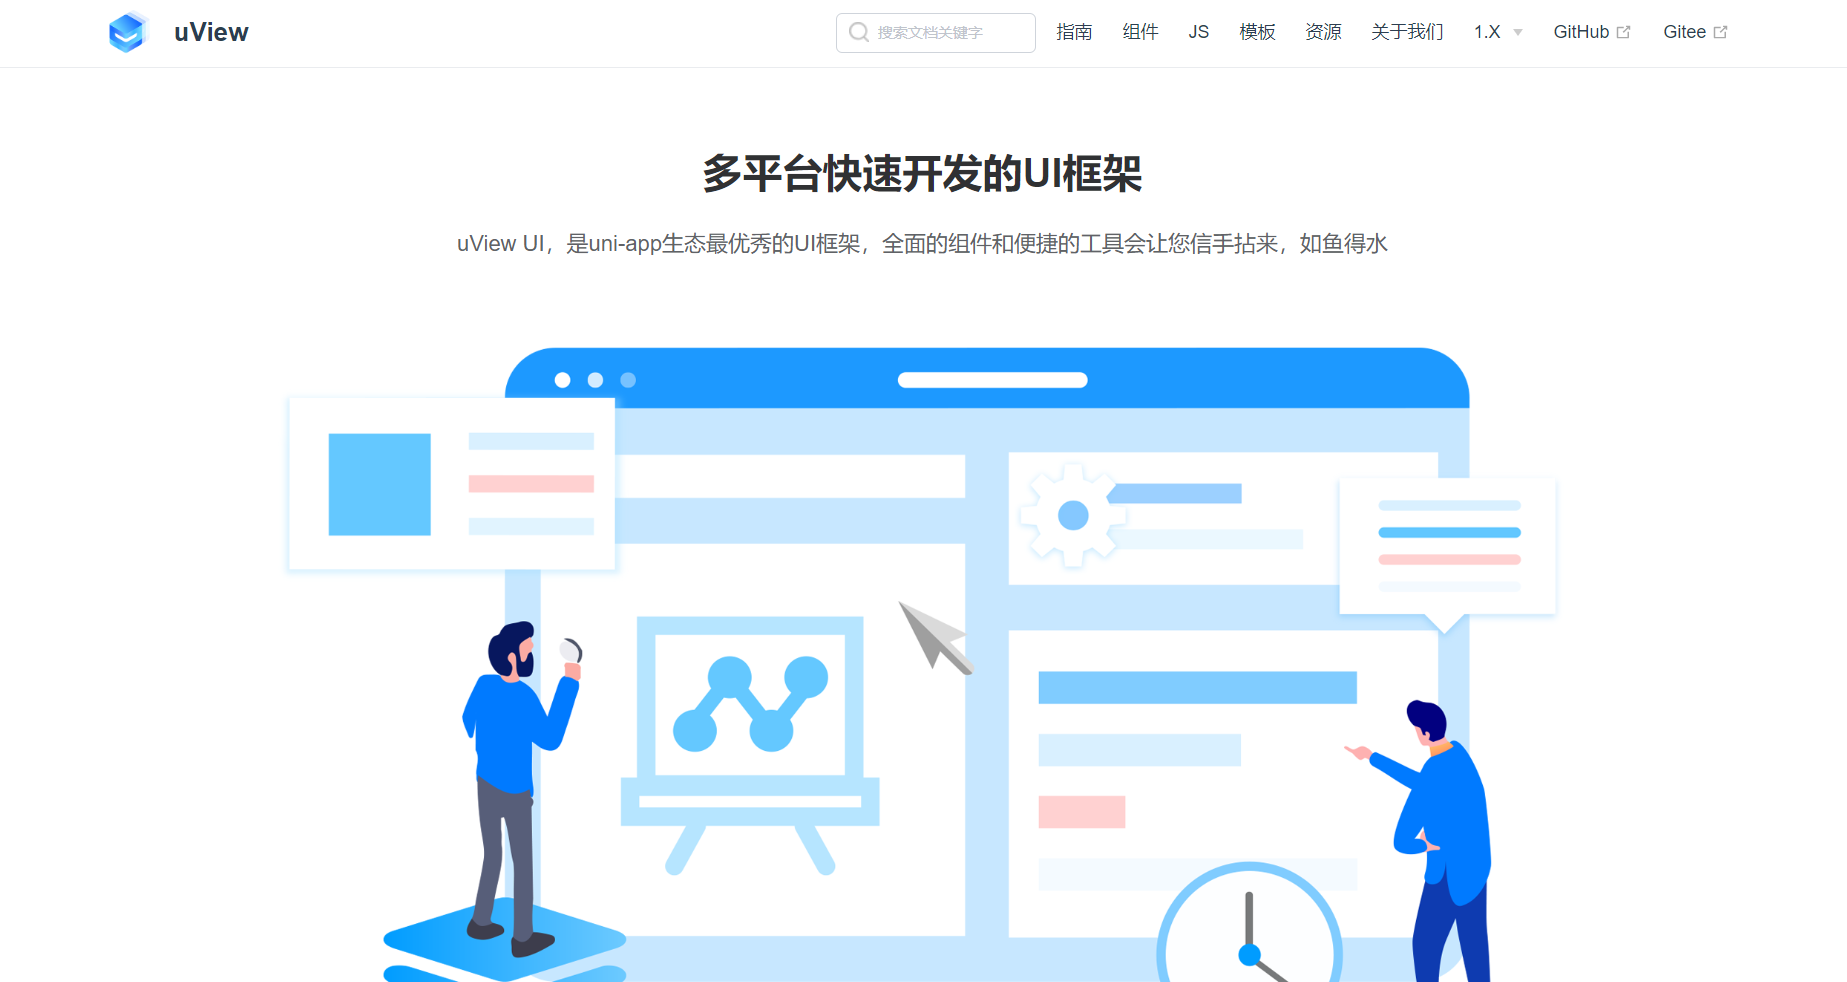 uView
搜索文档关键字
指南 组件 JS 模板 资源 关于我们 1.X GitHub Gitee
多平台快速开发的UI框架
uView UI，是uni-app生态最优秀的UI框架，全面的组件和便捷的工具会让您信手拈来，如鱼得水